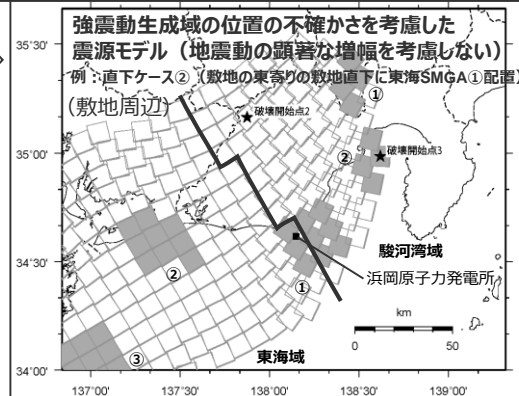 強震動生成域の位置の不確かさを考慮した
震源モデル（地震動の顕著な増幅を考慮しない）
例：直下ケース②（敷地の東寄りの敷地直下に東海SMGA①配置）
（敷地周辺）
35°30'
①
★破壊開始点2
35°00'
②
★破壊開始点3
駿河湾域
34°30'
②
浜岡原子力発電所
①
km
0 50
③
東海域
34°00'
137°00' 137°30' 138°00' 138°30' 139°00'